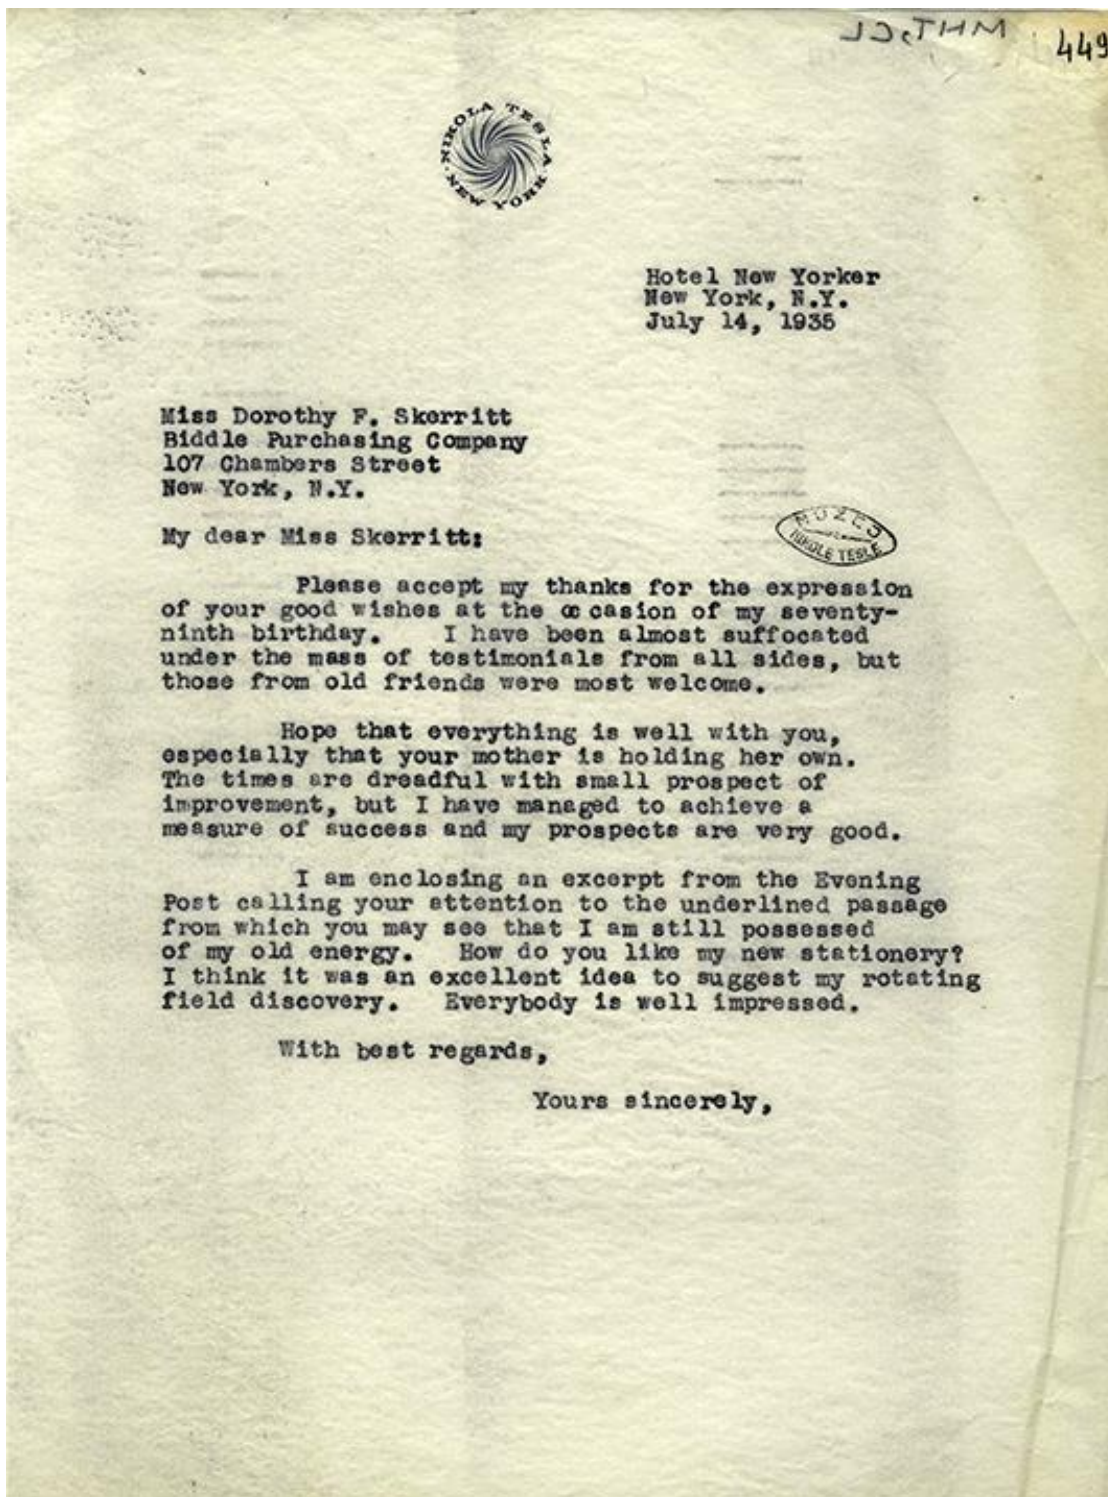 MHT,CL
449
NIKOLA TESLA
NEW YORK
Hotel New Yorker
New York, N.Y.
July 14, 1935
Miss Dorothy F. Skerritt
Biddle Purchasing Company
107 Chambers Street
New York, N.Y.
My dear Miss Skerritt:
MUZEJ
NIKOLE TESLE
Please accept my thanks for the expression
of your good wishes at the occasion of my seventy-
ninth birthday. I have been almost suffocated
under the mass of testimonials from all sides, but
those from old friends were most welcome.
Hope that everything is well with you,
especially that your mother is holding her own.
The times are dreadful with small prospect of
improvement, but I have managed to achieve a
measure of success and my prospects are very good.
I am enclosing an excerpt from the Evening
Post calling your attention to the underlined passage
from which you may see that I am still possessed
of my old energy. How do you like my new stationery?
I think it was an excellent idea to suggest my rotating
field discovery. Everybody is well impressed.
With best regards,
Yours sincerely,